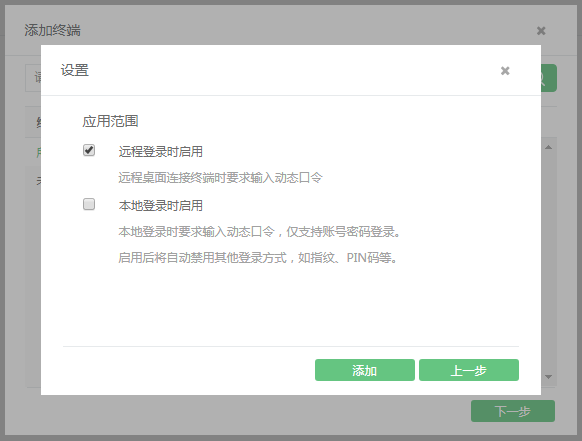 添加终端
设置
应用范围
远程登录时启用
远程桌面连接终端时要求输入动态口令
本地登录时启用
本地登录时要求输入动态口令，仅支持账号密码登录。
启用后将自动禁用其他登录方式，如指纹、PIN码等。
添加
上一步
下一步